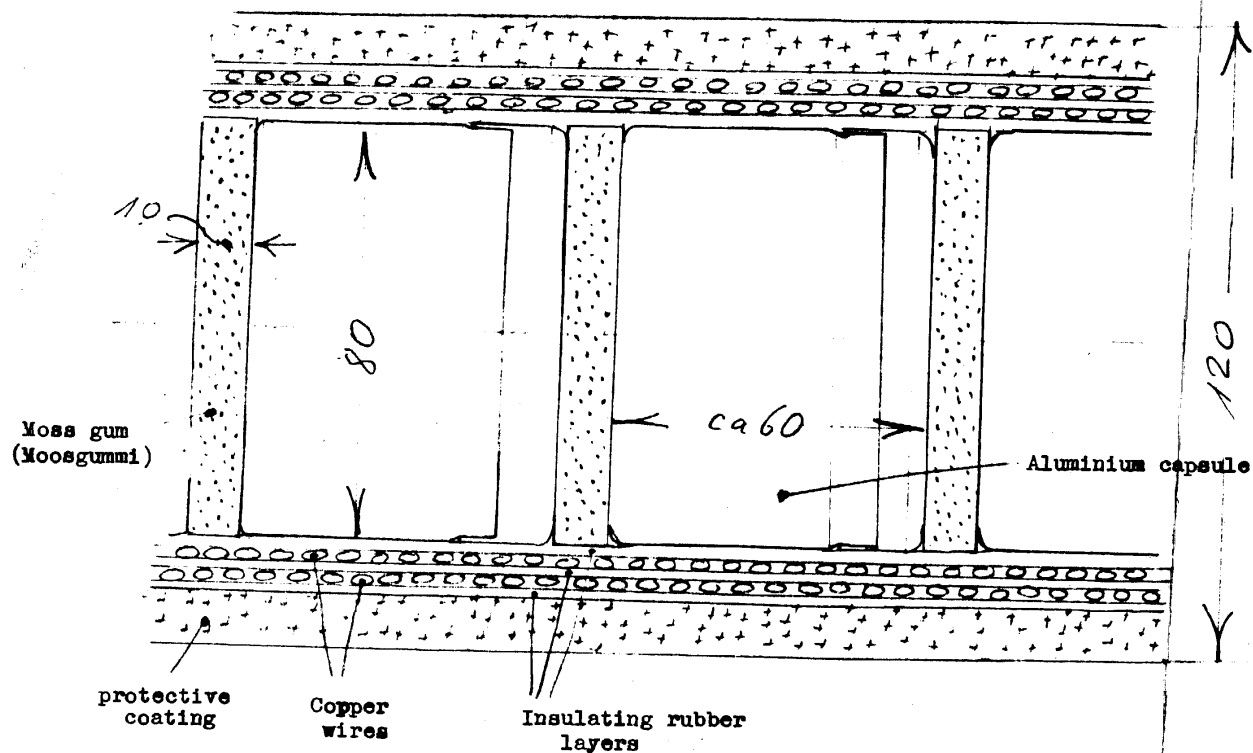 10
80
120
ca 60
Moss gum
(Moosgummi)
Aluminium capsule
protective
coating
Copper
wires
Insulating rubber
layers